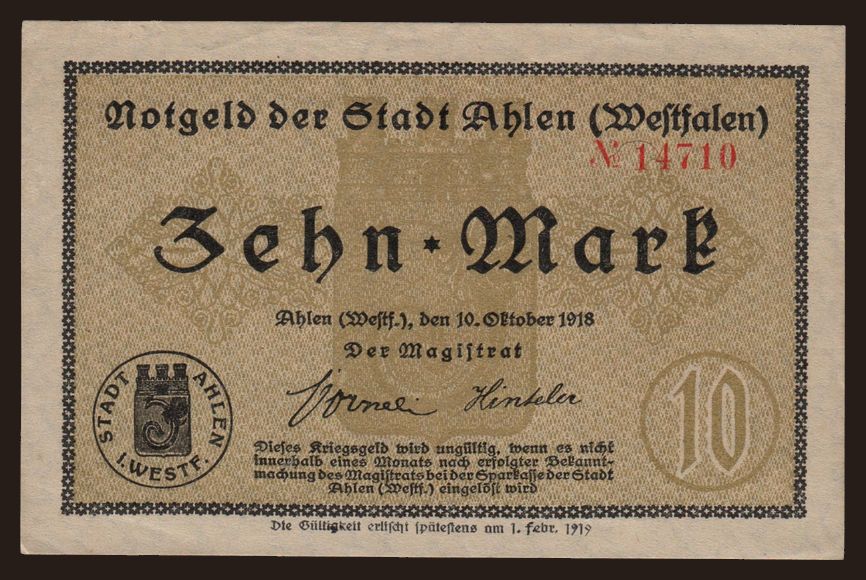 Notgeld der Stadt Ahlen (Westfalen)
№ 14710
Zehn * Mark
Ahlen (Westf.), den 10. Oktober 1918
Der Magistrat
Hinteler
STADT AHLEN I. WESTF.
10
Dieses Kriegsgeld wird ungültig, wenn es nicht
innerhalb eines Monats nach erfolgter Bekannt-
machung des Magistrats bei der Sparkasse der Stadt
Ahlen (Westf.) eingelöst wird
Die Gültigkeit erlischt spätestens am 1. Febr. 1919